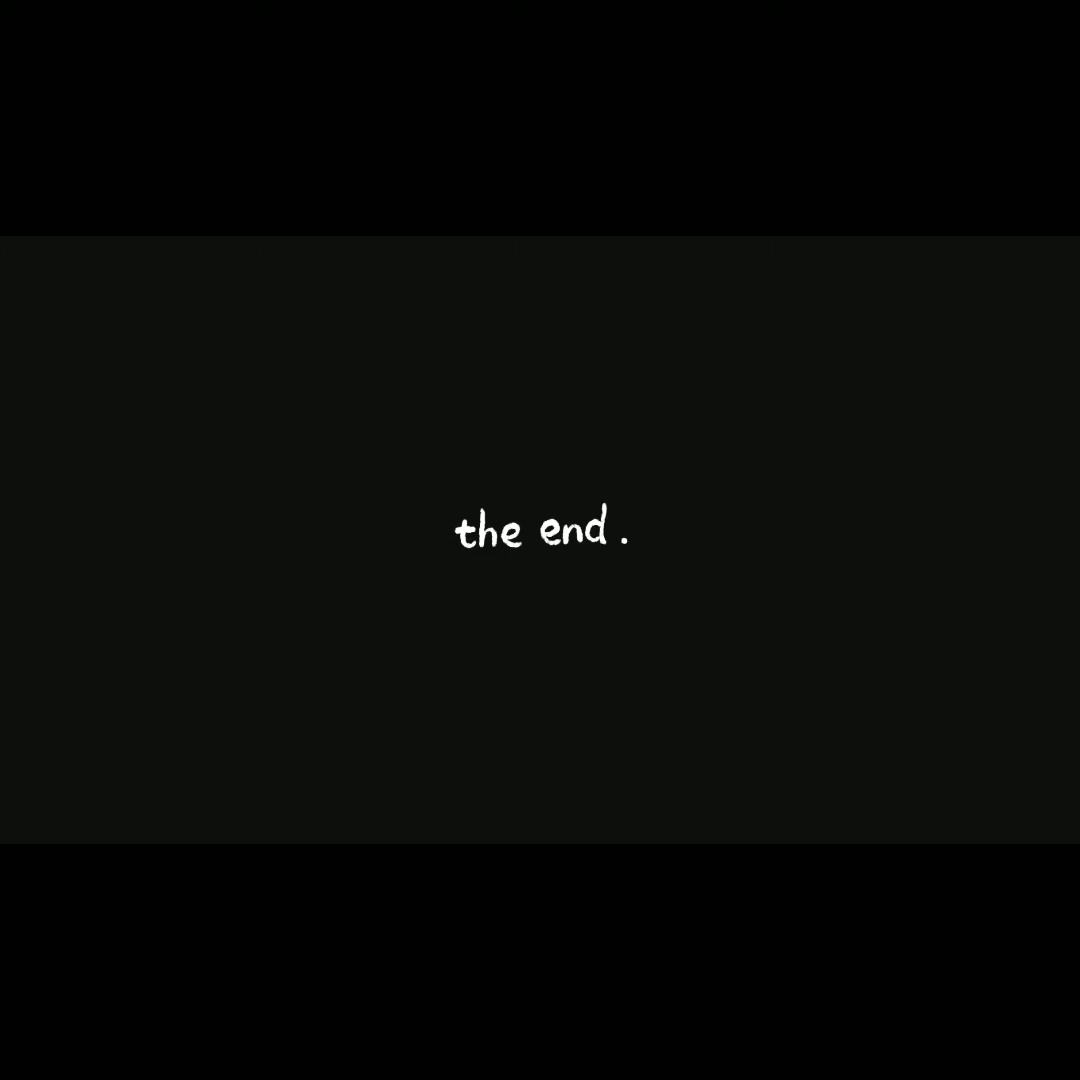 the end .